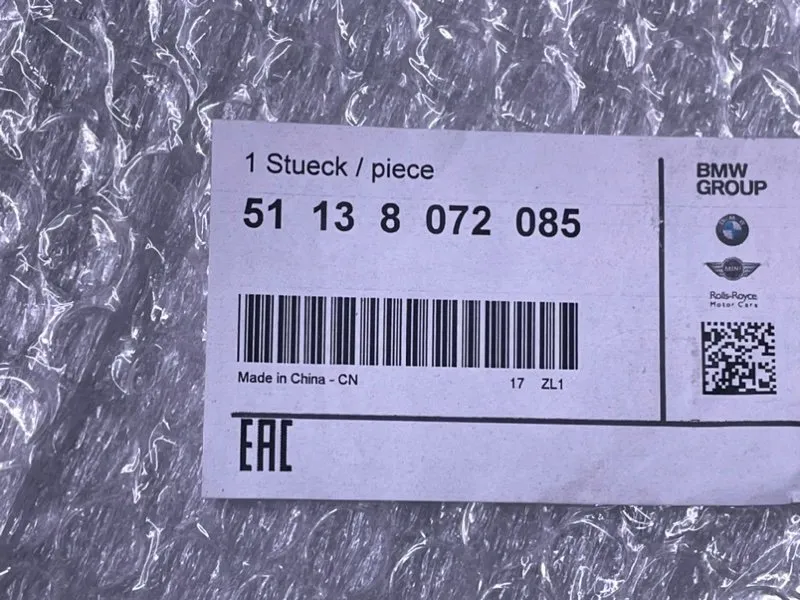 1 Stueck / piece
51 13 8 072 085
Made in China - CN
17 ZL1
EAC
BMW
GROUP
MINI
Rolls-Royce
Motor Cars